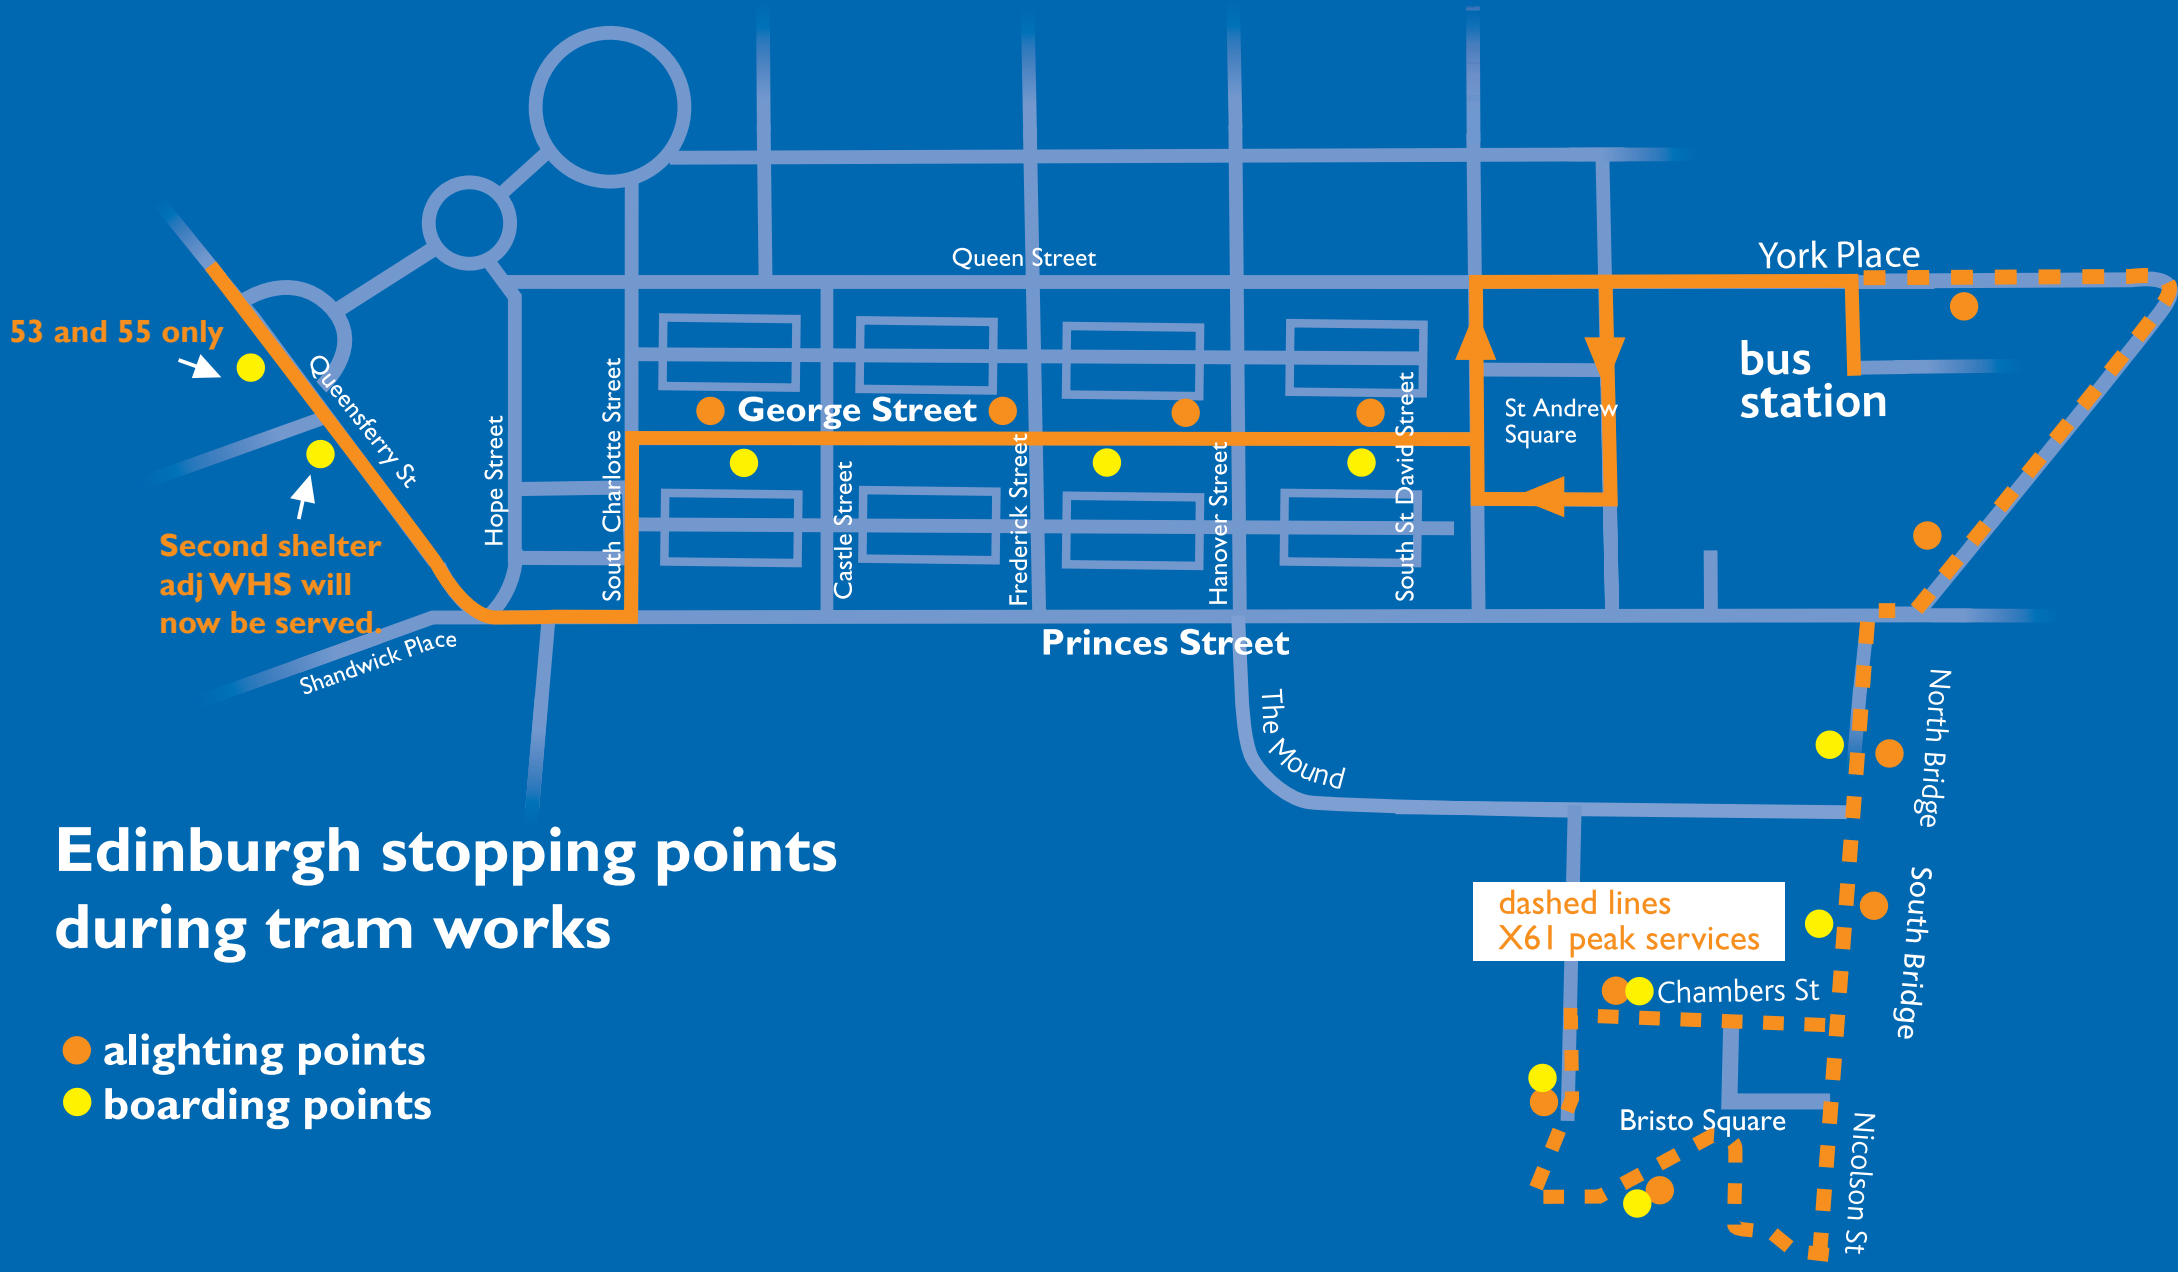 Queen Street
York Place
53 and 55 only
bus
station
Queensferry St
George Street
St Andrew
Square
Hope Street
South Charlotte Street
Castle Street
Frederick Street
Hanover Street
South St David Street
Second shelter
adj WHS will
now be served.
Shandwick Place
Princes Street
The Mound
North Bridge
South Bridge
Edinburgh stopping points
during tram works
dashed lines
X61 peak services
Chambers St
alighting points
boarding points
Bristo Square
Nicolson St